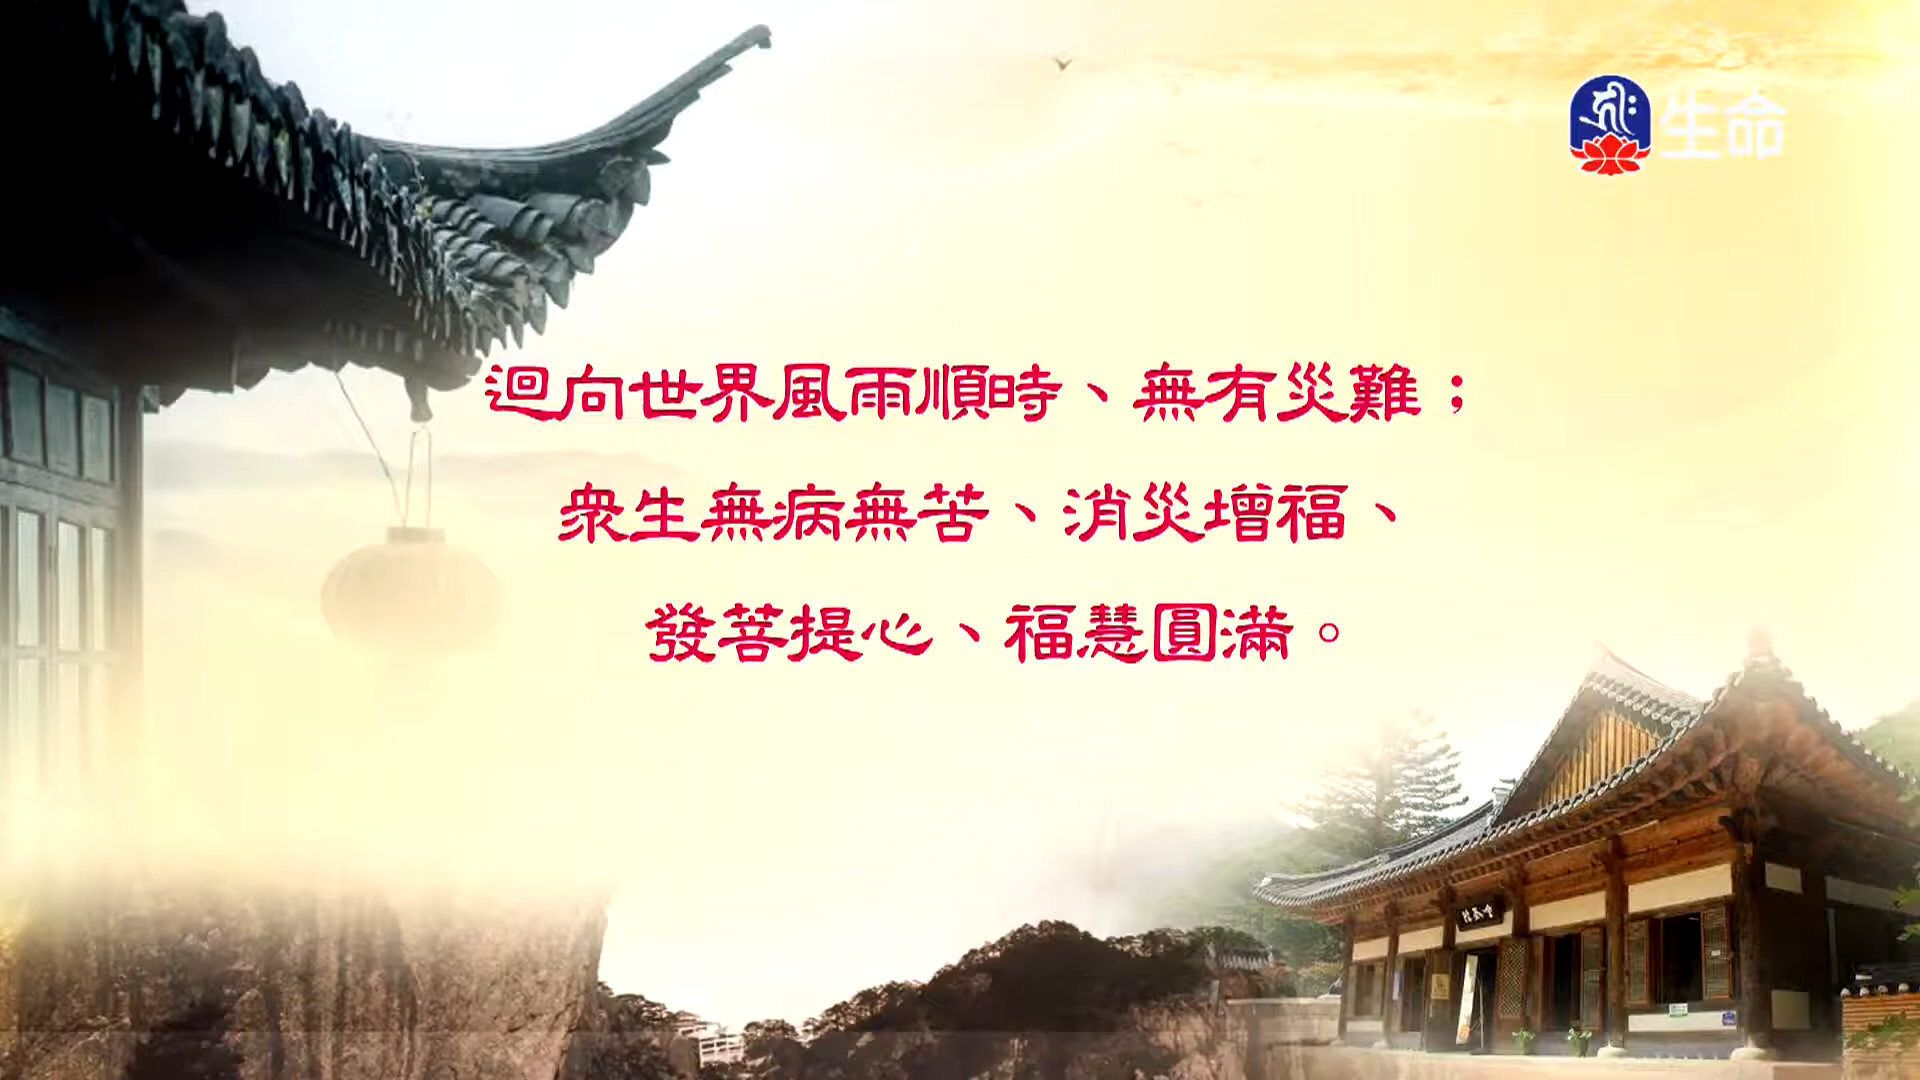 生命
迴向世界風雨順時、無有災難；
衆生無病無苦、消災增福、
發菩提心、福慧圓滿。